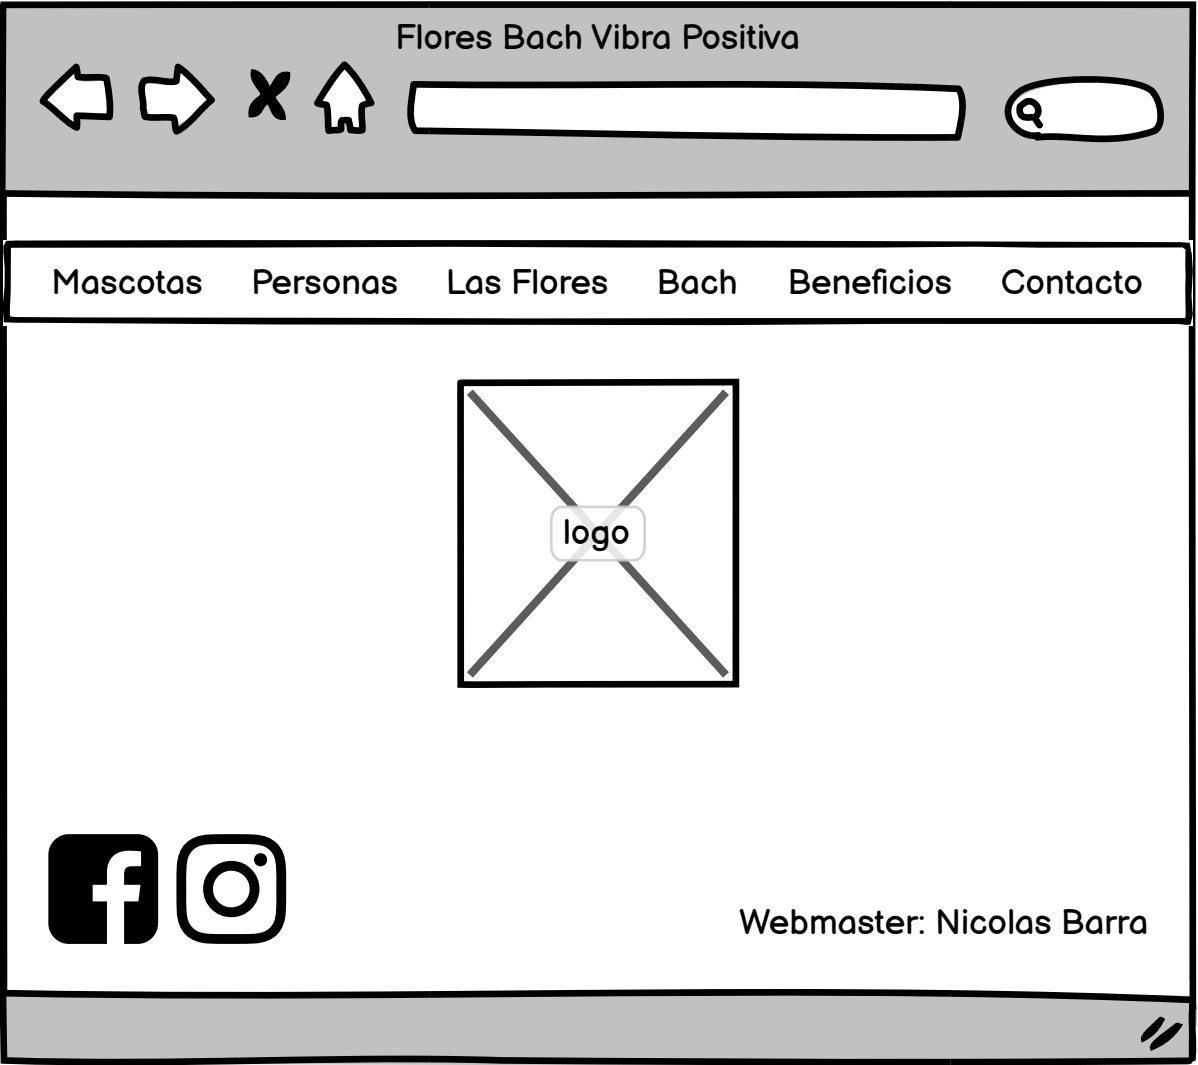 Flores Bach Vibra Positiva
Mascotas Personas Las Flores Bach Beneficios Contacto
logo
Webmaster: Nicolas Barra